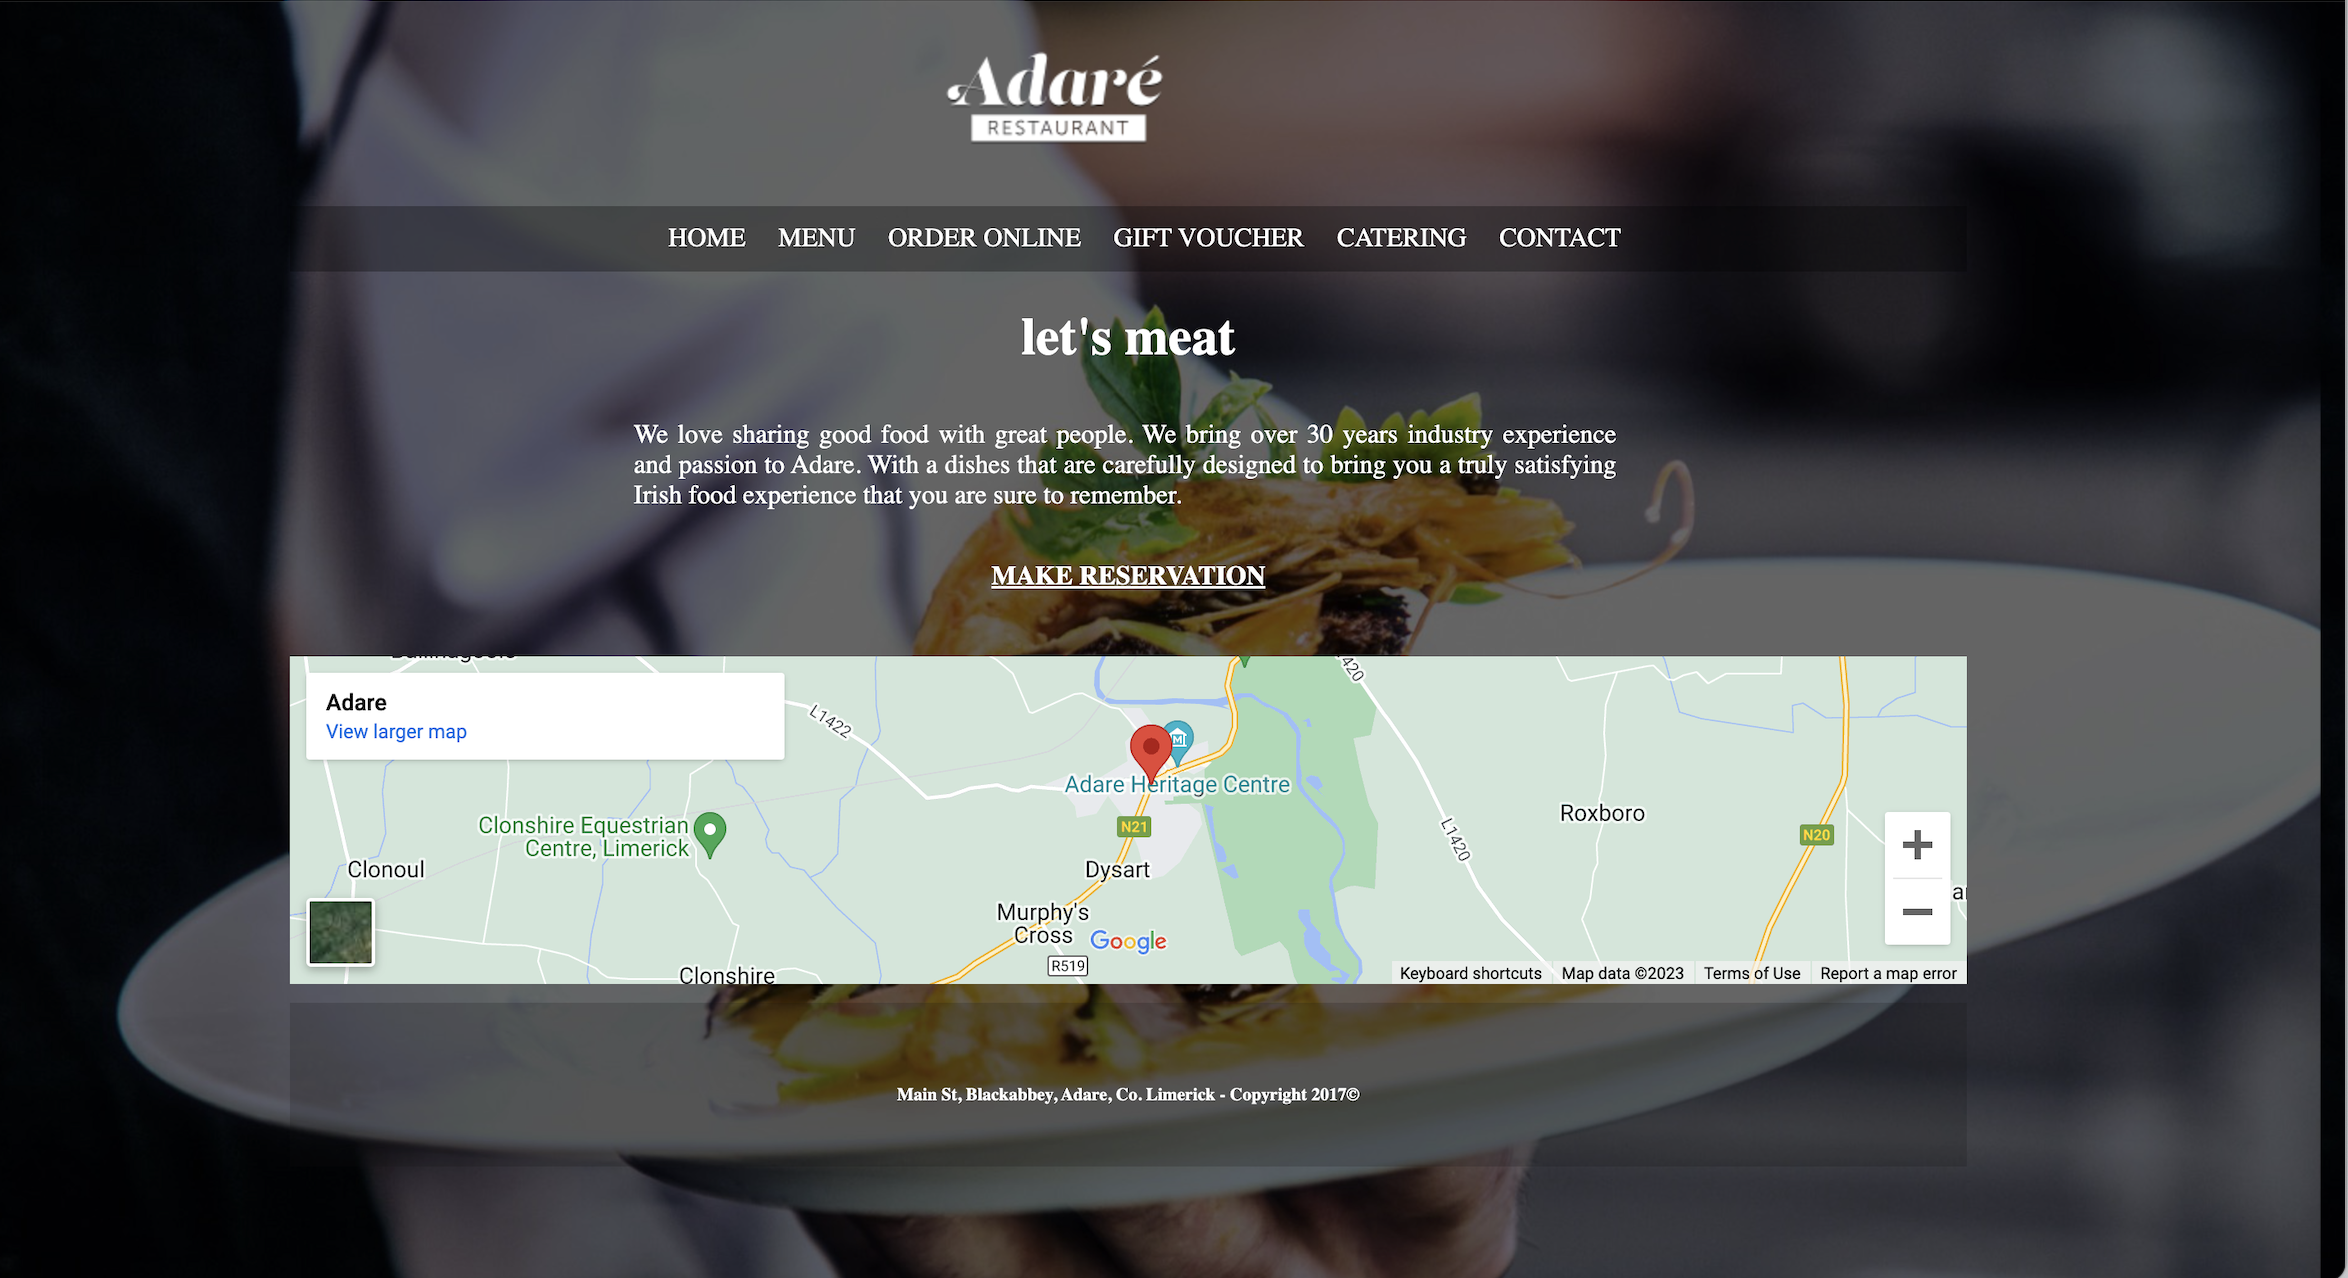 Adaré
RESTAURANT
HOME MENU ORDER ONLINE GIFT VOUCHER CATERING CONTACT
let's meat
We love sharing good food with great people. We bring over 30 years industry experience
and passion to Adare. With a dishes that are carefully designed to bring you a truly satisfying
Irish food experience that you are sure to remember.
MAKE RESERVATION
Adare
View larger map
L1422
L1420
Adare Heritage Centre
N21
Roxboro
N20
Clonshire Equestrian
Centre, Limerick
L1420
Clonoul
Dysart
Murphy's
Cross
Google
R519
Clonshire
Keyboard shortcuts Map data ©2023 Terms of Use Report a map error
Main St, Blackabbey, Adare, Co. Limerick - Copyright 2017©